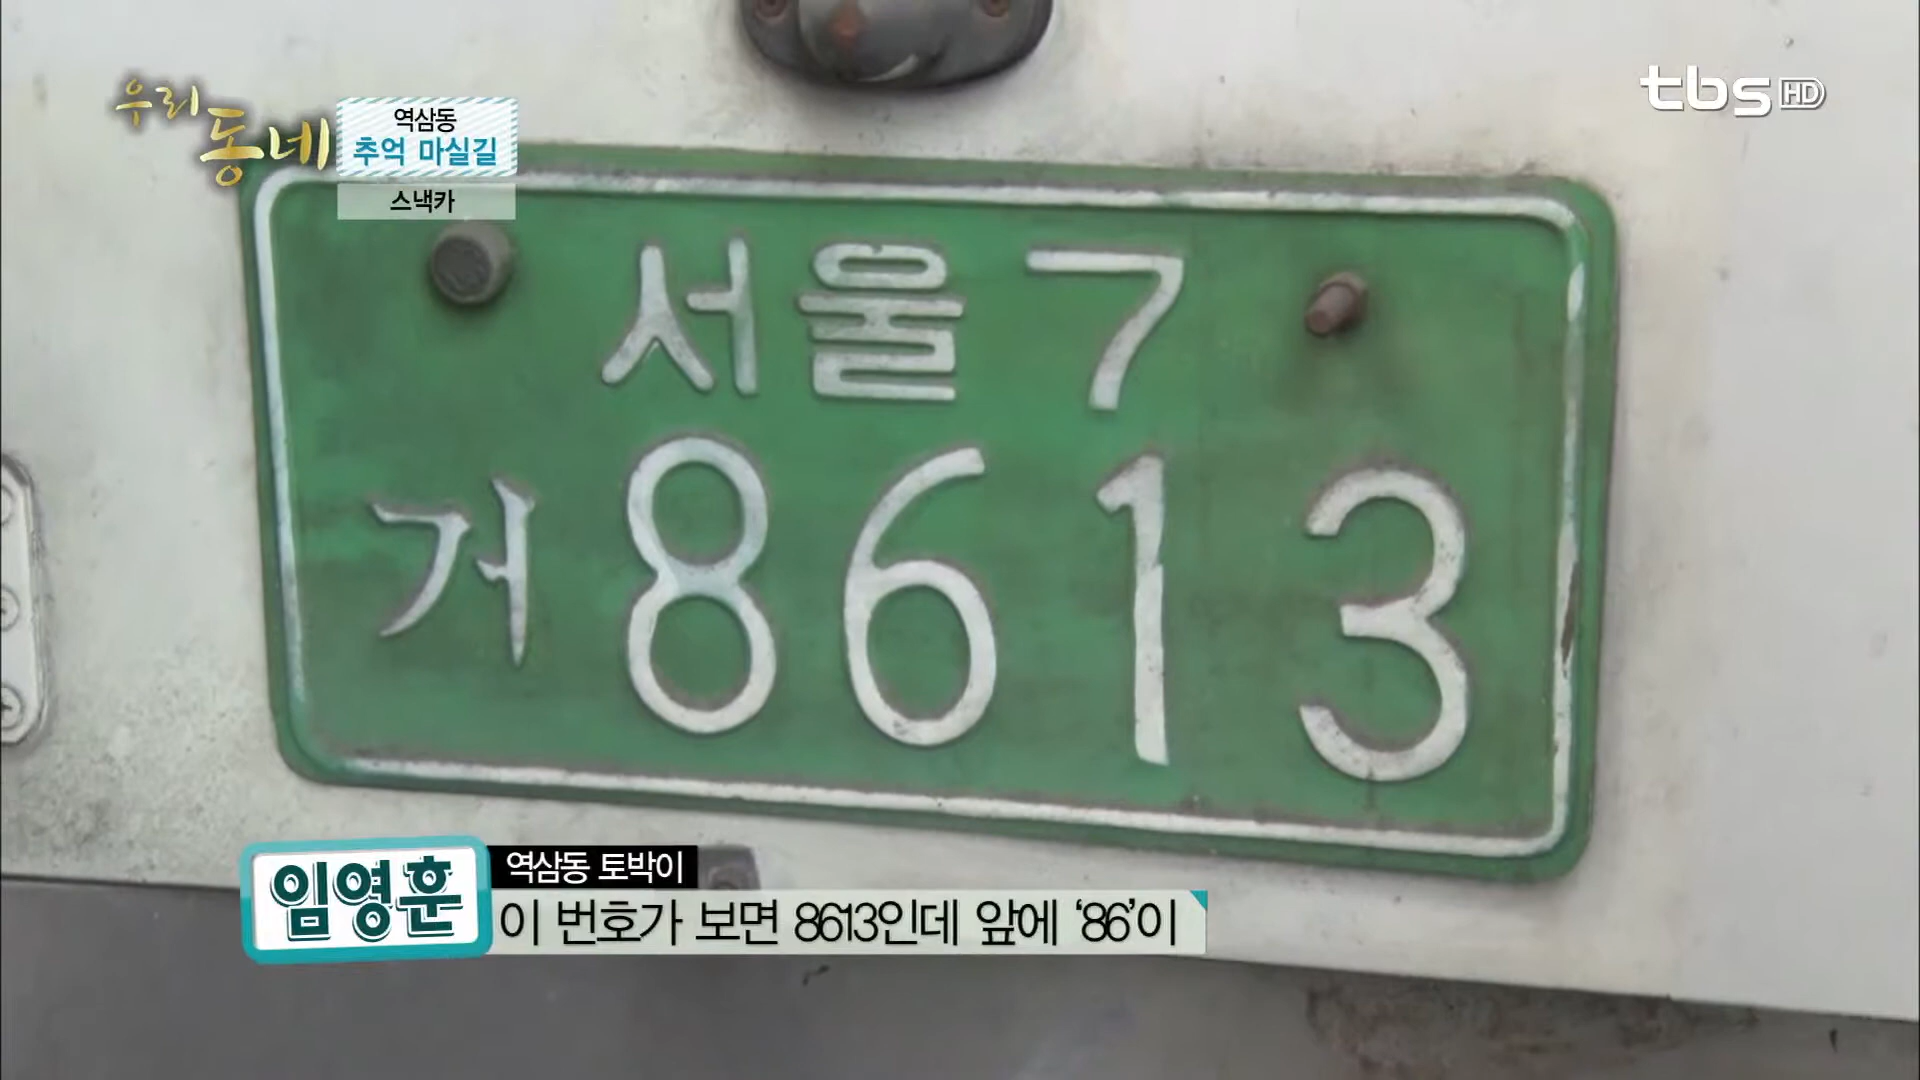 우리 동네
역삼동
추억 마실길
스낵카
tbs HD
서울 7
거 8613
임영훈
역삼동 토박이
이 번호가 보면 8613인데 앞에 ‘86’이